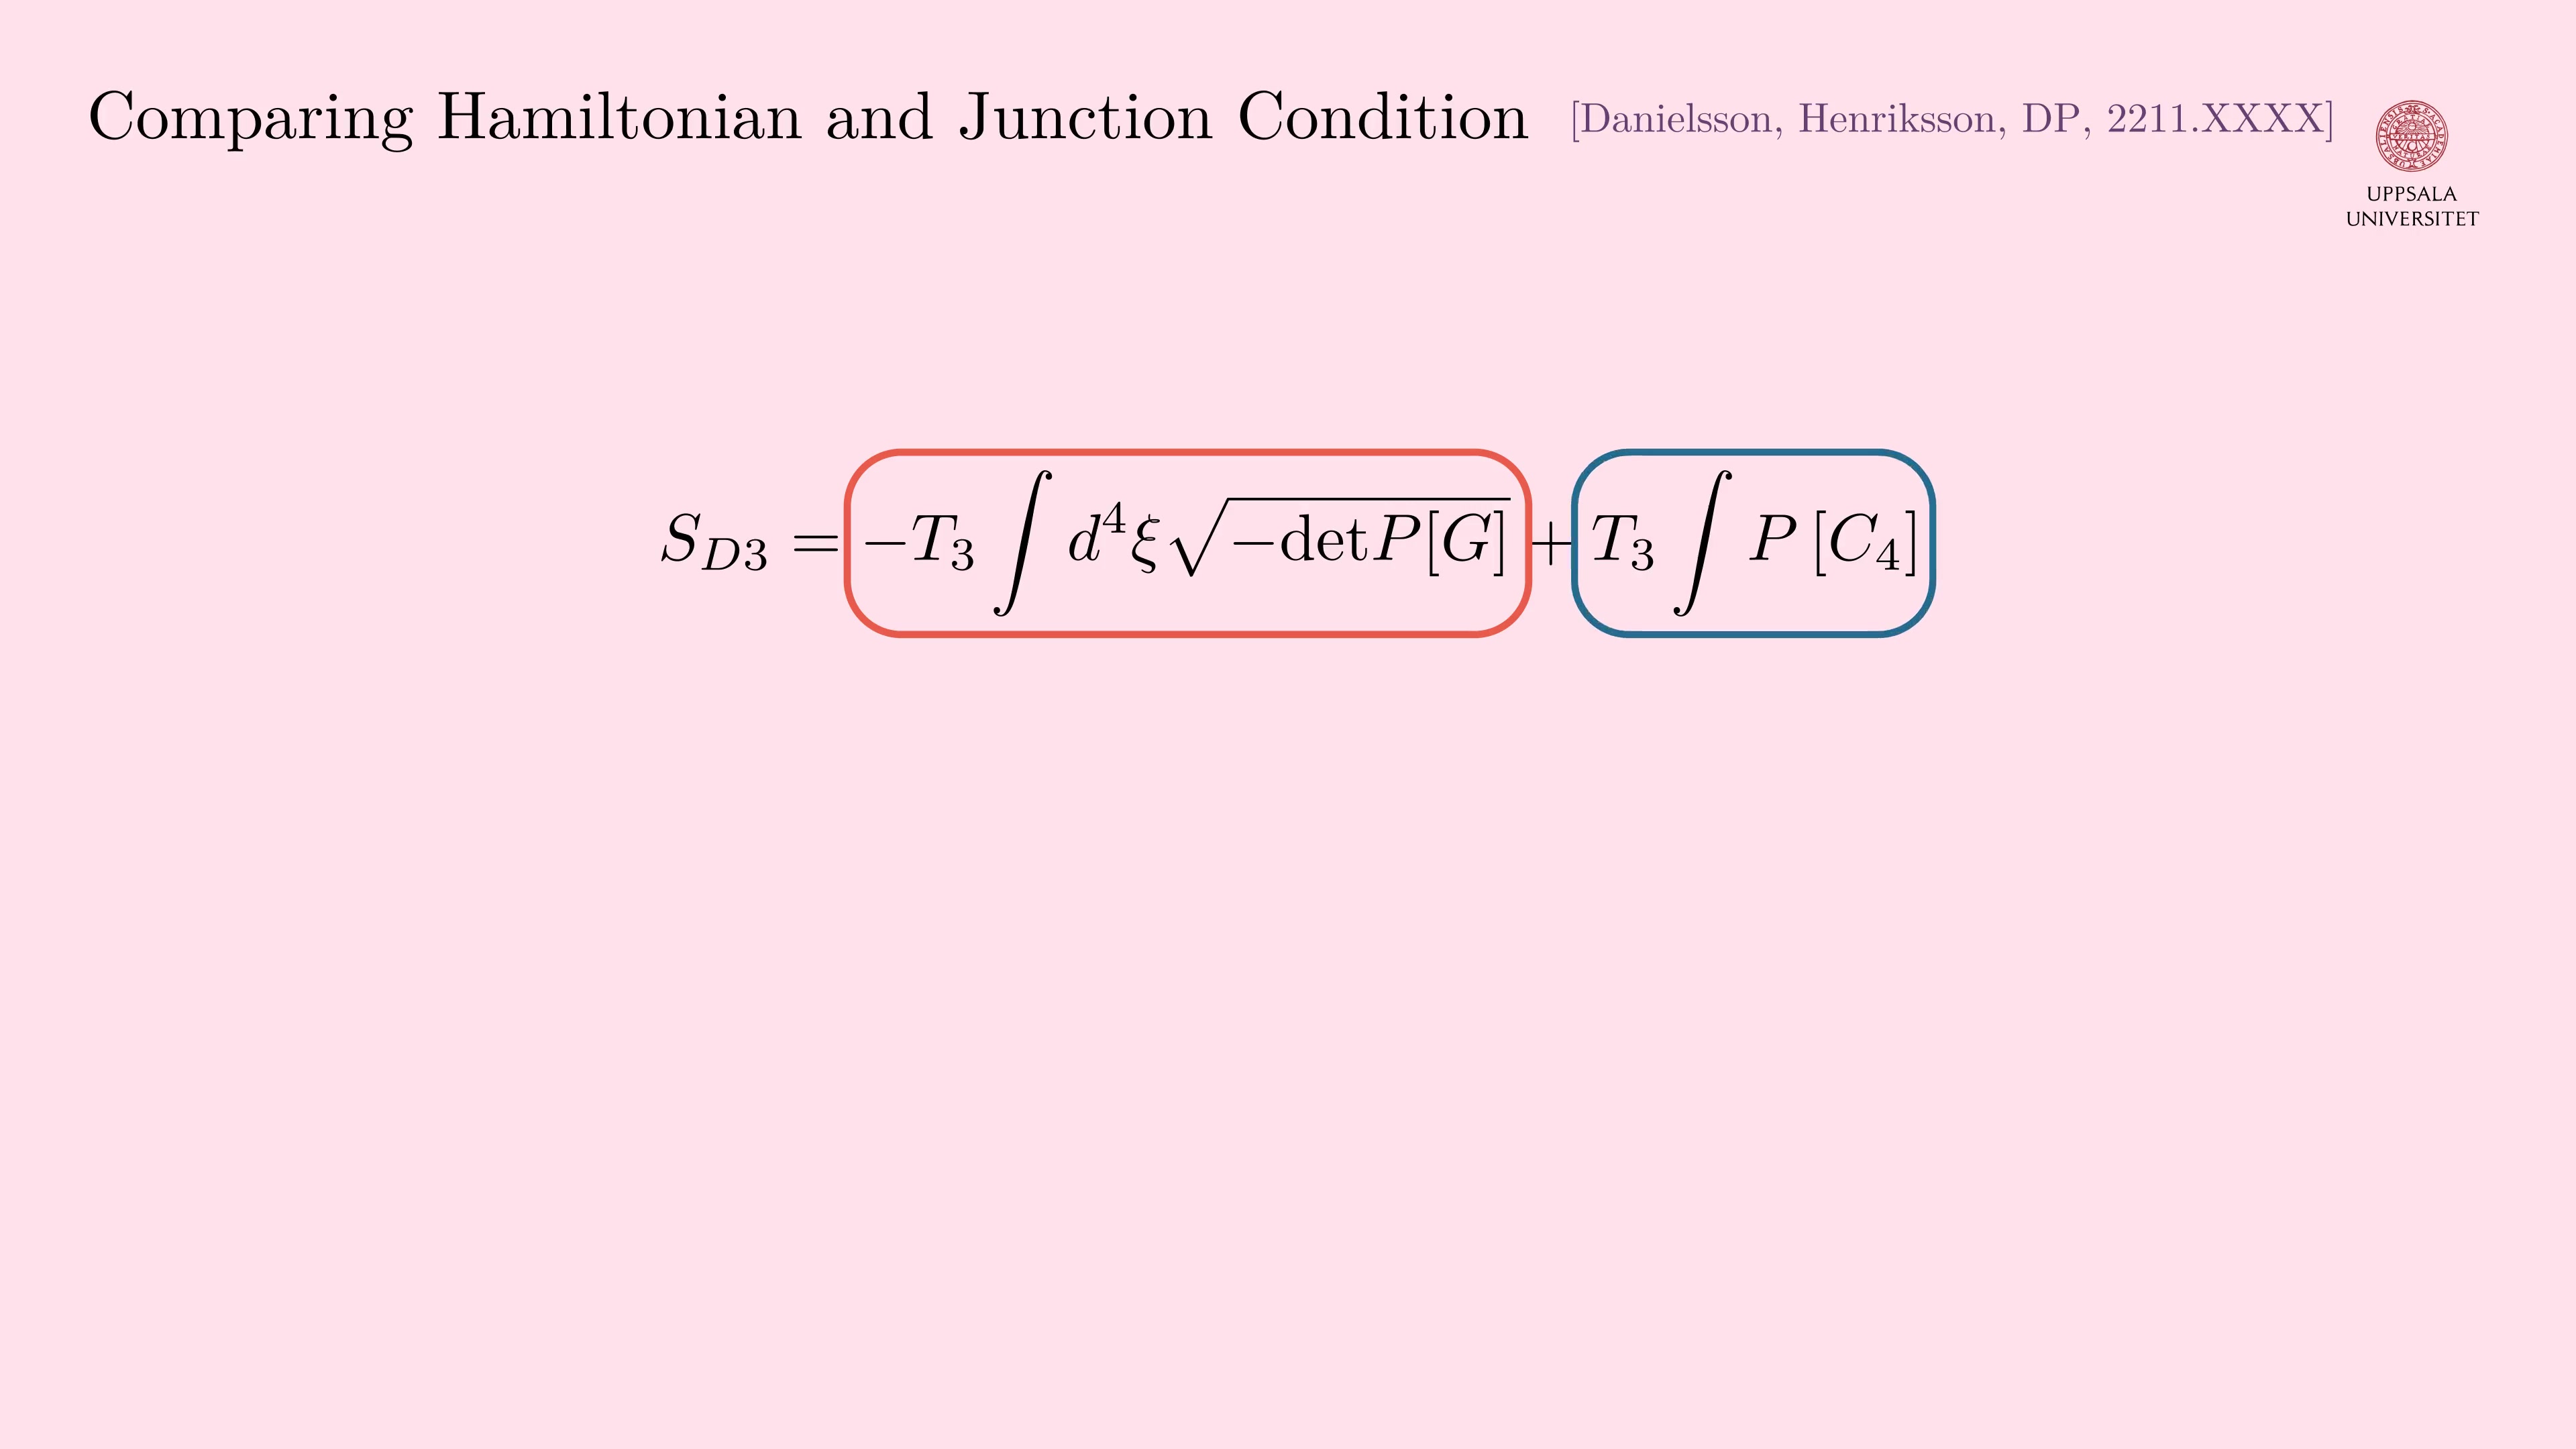 Comparing Hamiltonian and Junction Condition [Danielsson, Henriksson, DP, 2211.XXXX]
UPPSALA
UNIVERSITET
$S_{D3} = -T_3 \int d^4\xi \sqrt{-\det P[G]} + T_3 \int P[C_4]$